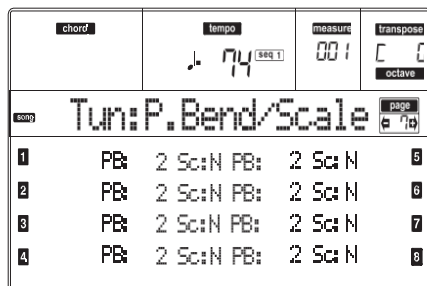 chord tempo measure transpose
♩. 74 seq 1 001 [ [
octave
song Tun:P.Bend/Scale page 7
1 PB: 2 Sc:N PB: 2 Sc:N 5
2 PB: 2 Sc:N PB: 2 Sc:N 6
3 PB: 2 Sc:N PB: 2 Sc:N 7
4 PB: 2 Sc:N PB: 2 Sc:N 8